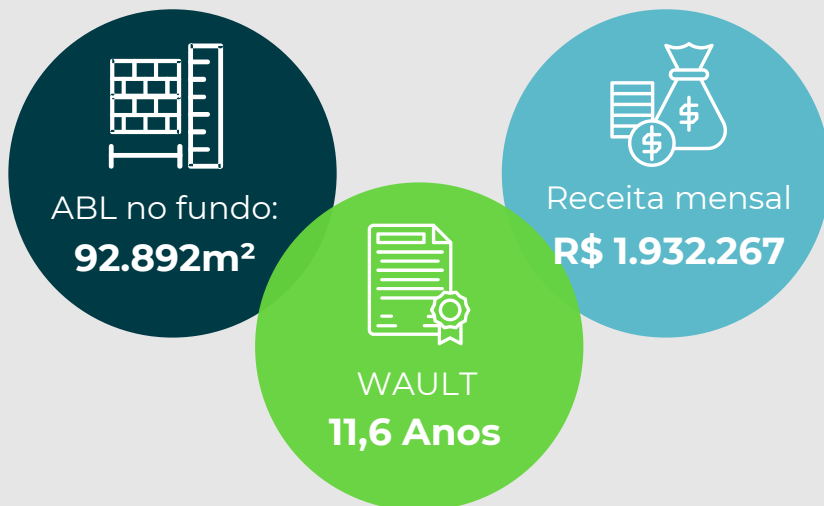 ABL no fundo:
92.892m²
Receita mensal
R$ 1.932.267
WAULT
11,6 Anos